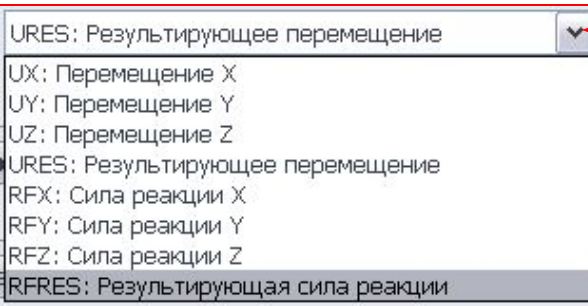 URES: Результирующее перемещение
UX: Перемещение X
UY: Перемещение Y
UZ: Перемещение Z
URES: Результирующее перемещение
RFX: Сила реакции X
RFY: Сила реакции Y
RFZ: Сила реакции Z
RFRES: Результирующая сила реакции